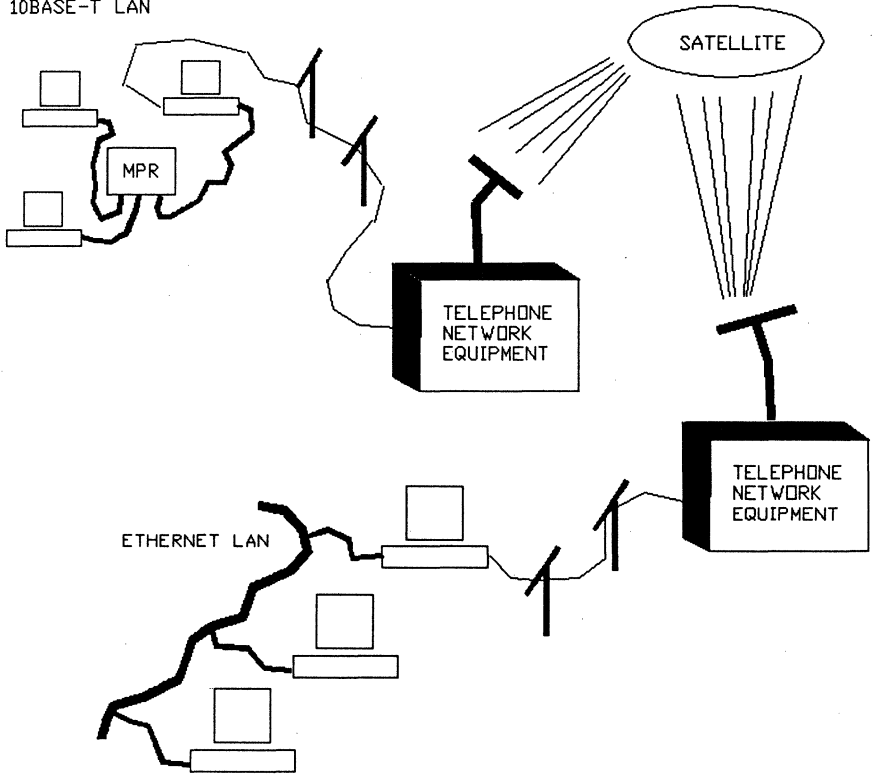 10BASE-T LAN
SATELLITE
MPR
TELEPHONE
NETWORK
EQUIPMENT
TELEPHONE
NETWORK
EQUIPMENT
ETHERNET LAN